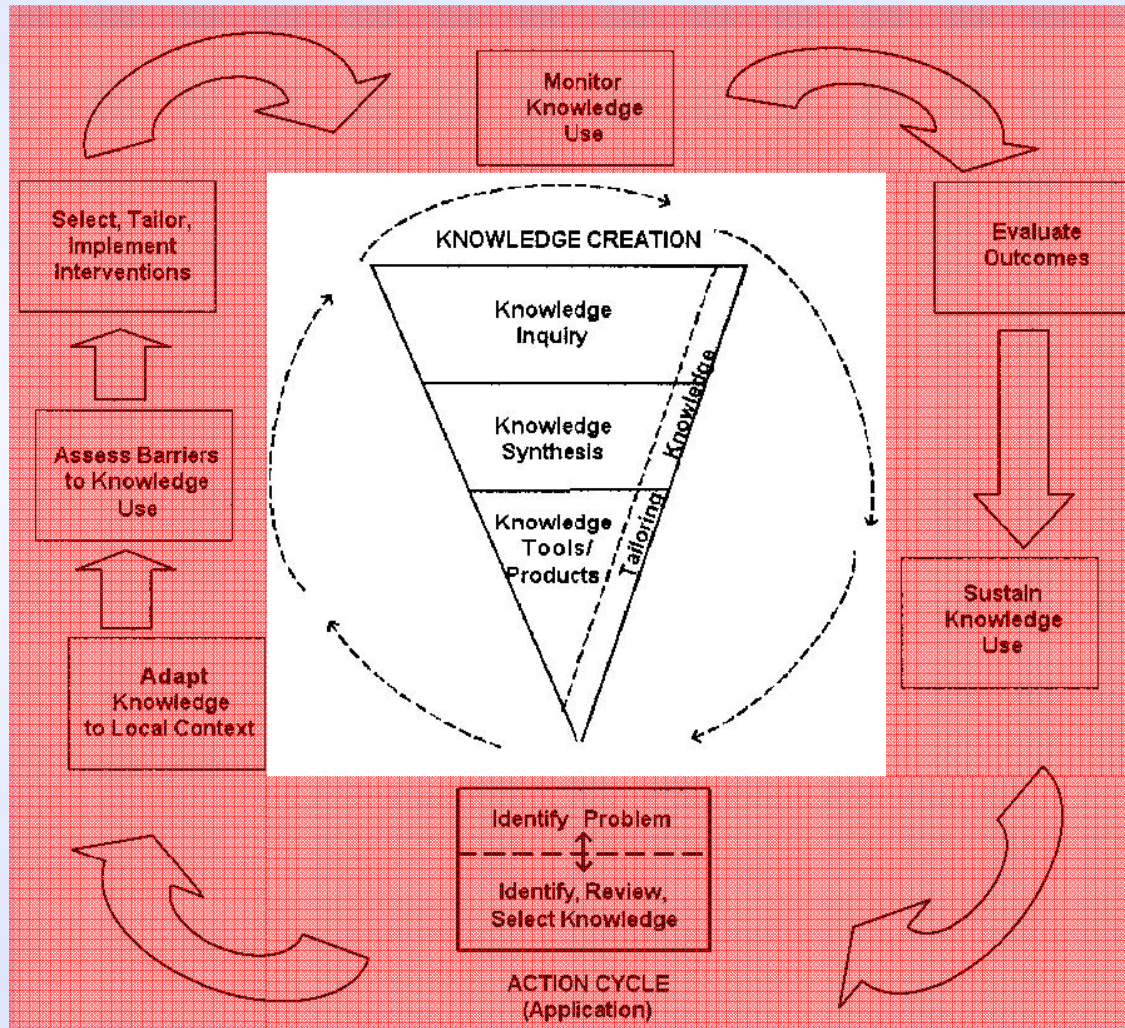 Monitor
Knowledge
Use
Select, Tailor,
Implement
Interventions
Evaluate
Outcomes
KNOWLEDGE CREATION
Knowledge
Inquiry
Knowledge
Synthesis
Knowledge
Tools/
Products
Tailoring Knowledge
Assess Barriers
to Knowledge
Use
Sustain
Knowledge
Use
Adapt
Knowledge
to Local Context
Identify Problem
Identify, Review,
Select Knowledge
ACTION CYCLE
(Application)